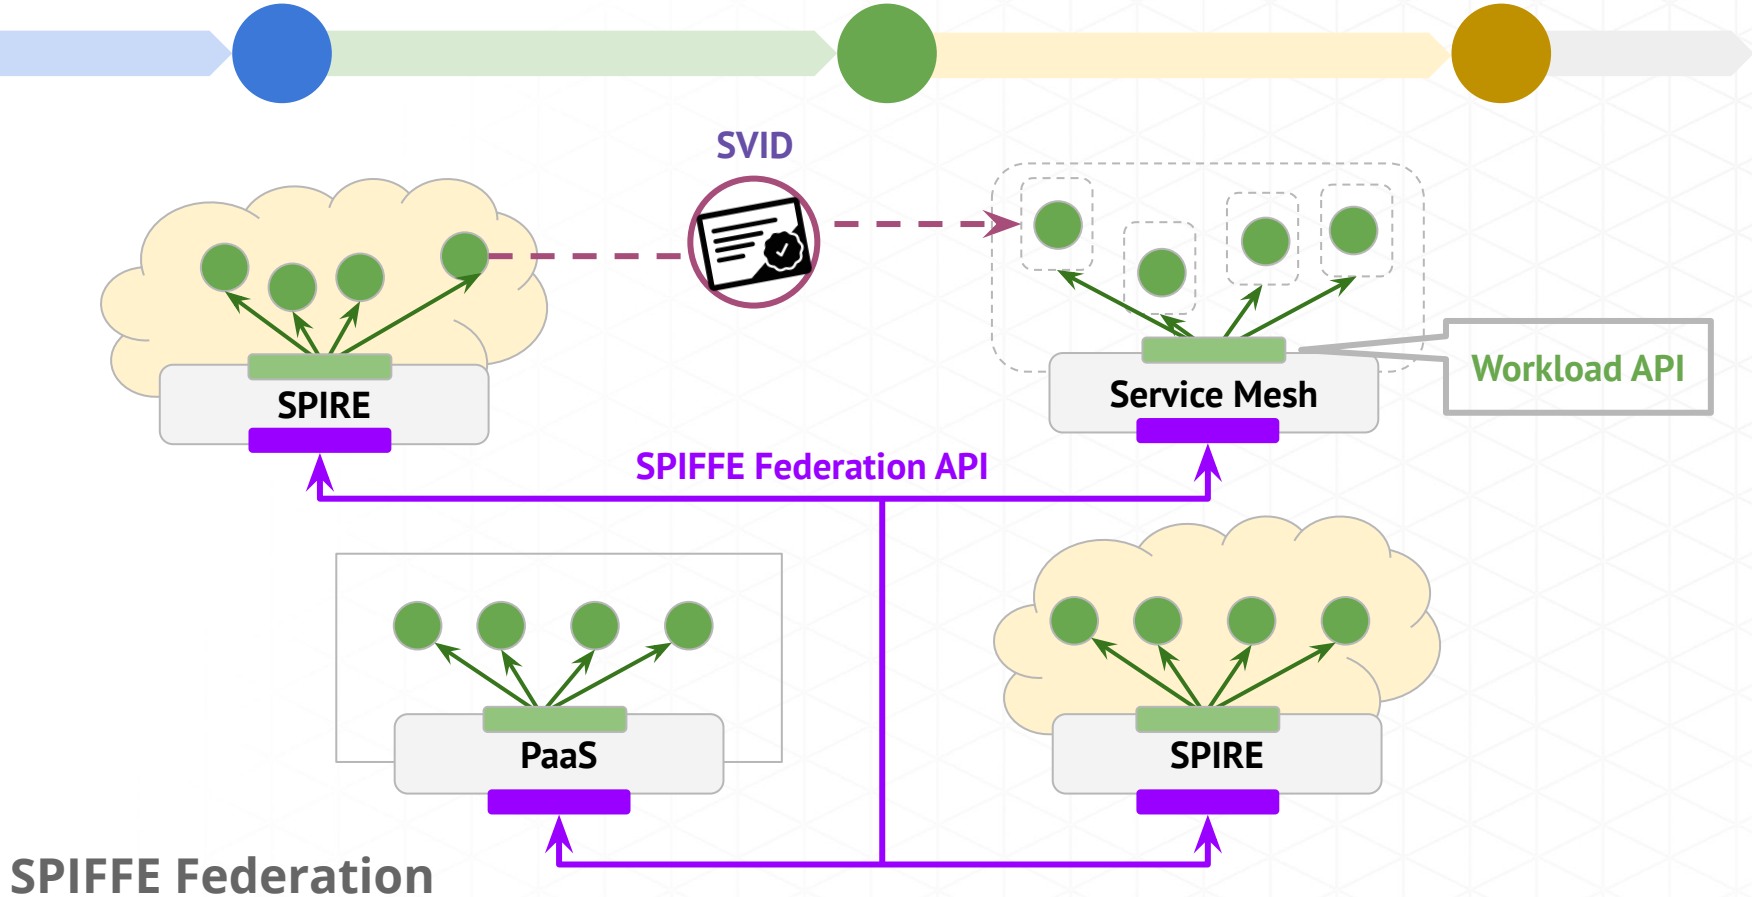 SVID
SPIRE
Service Mesh
Workload API
SPIFFE Federation API
PaaS
SPIRE
SPIFFE Federation